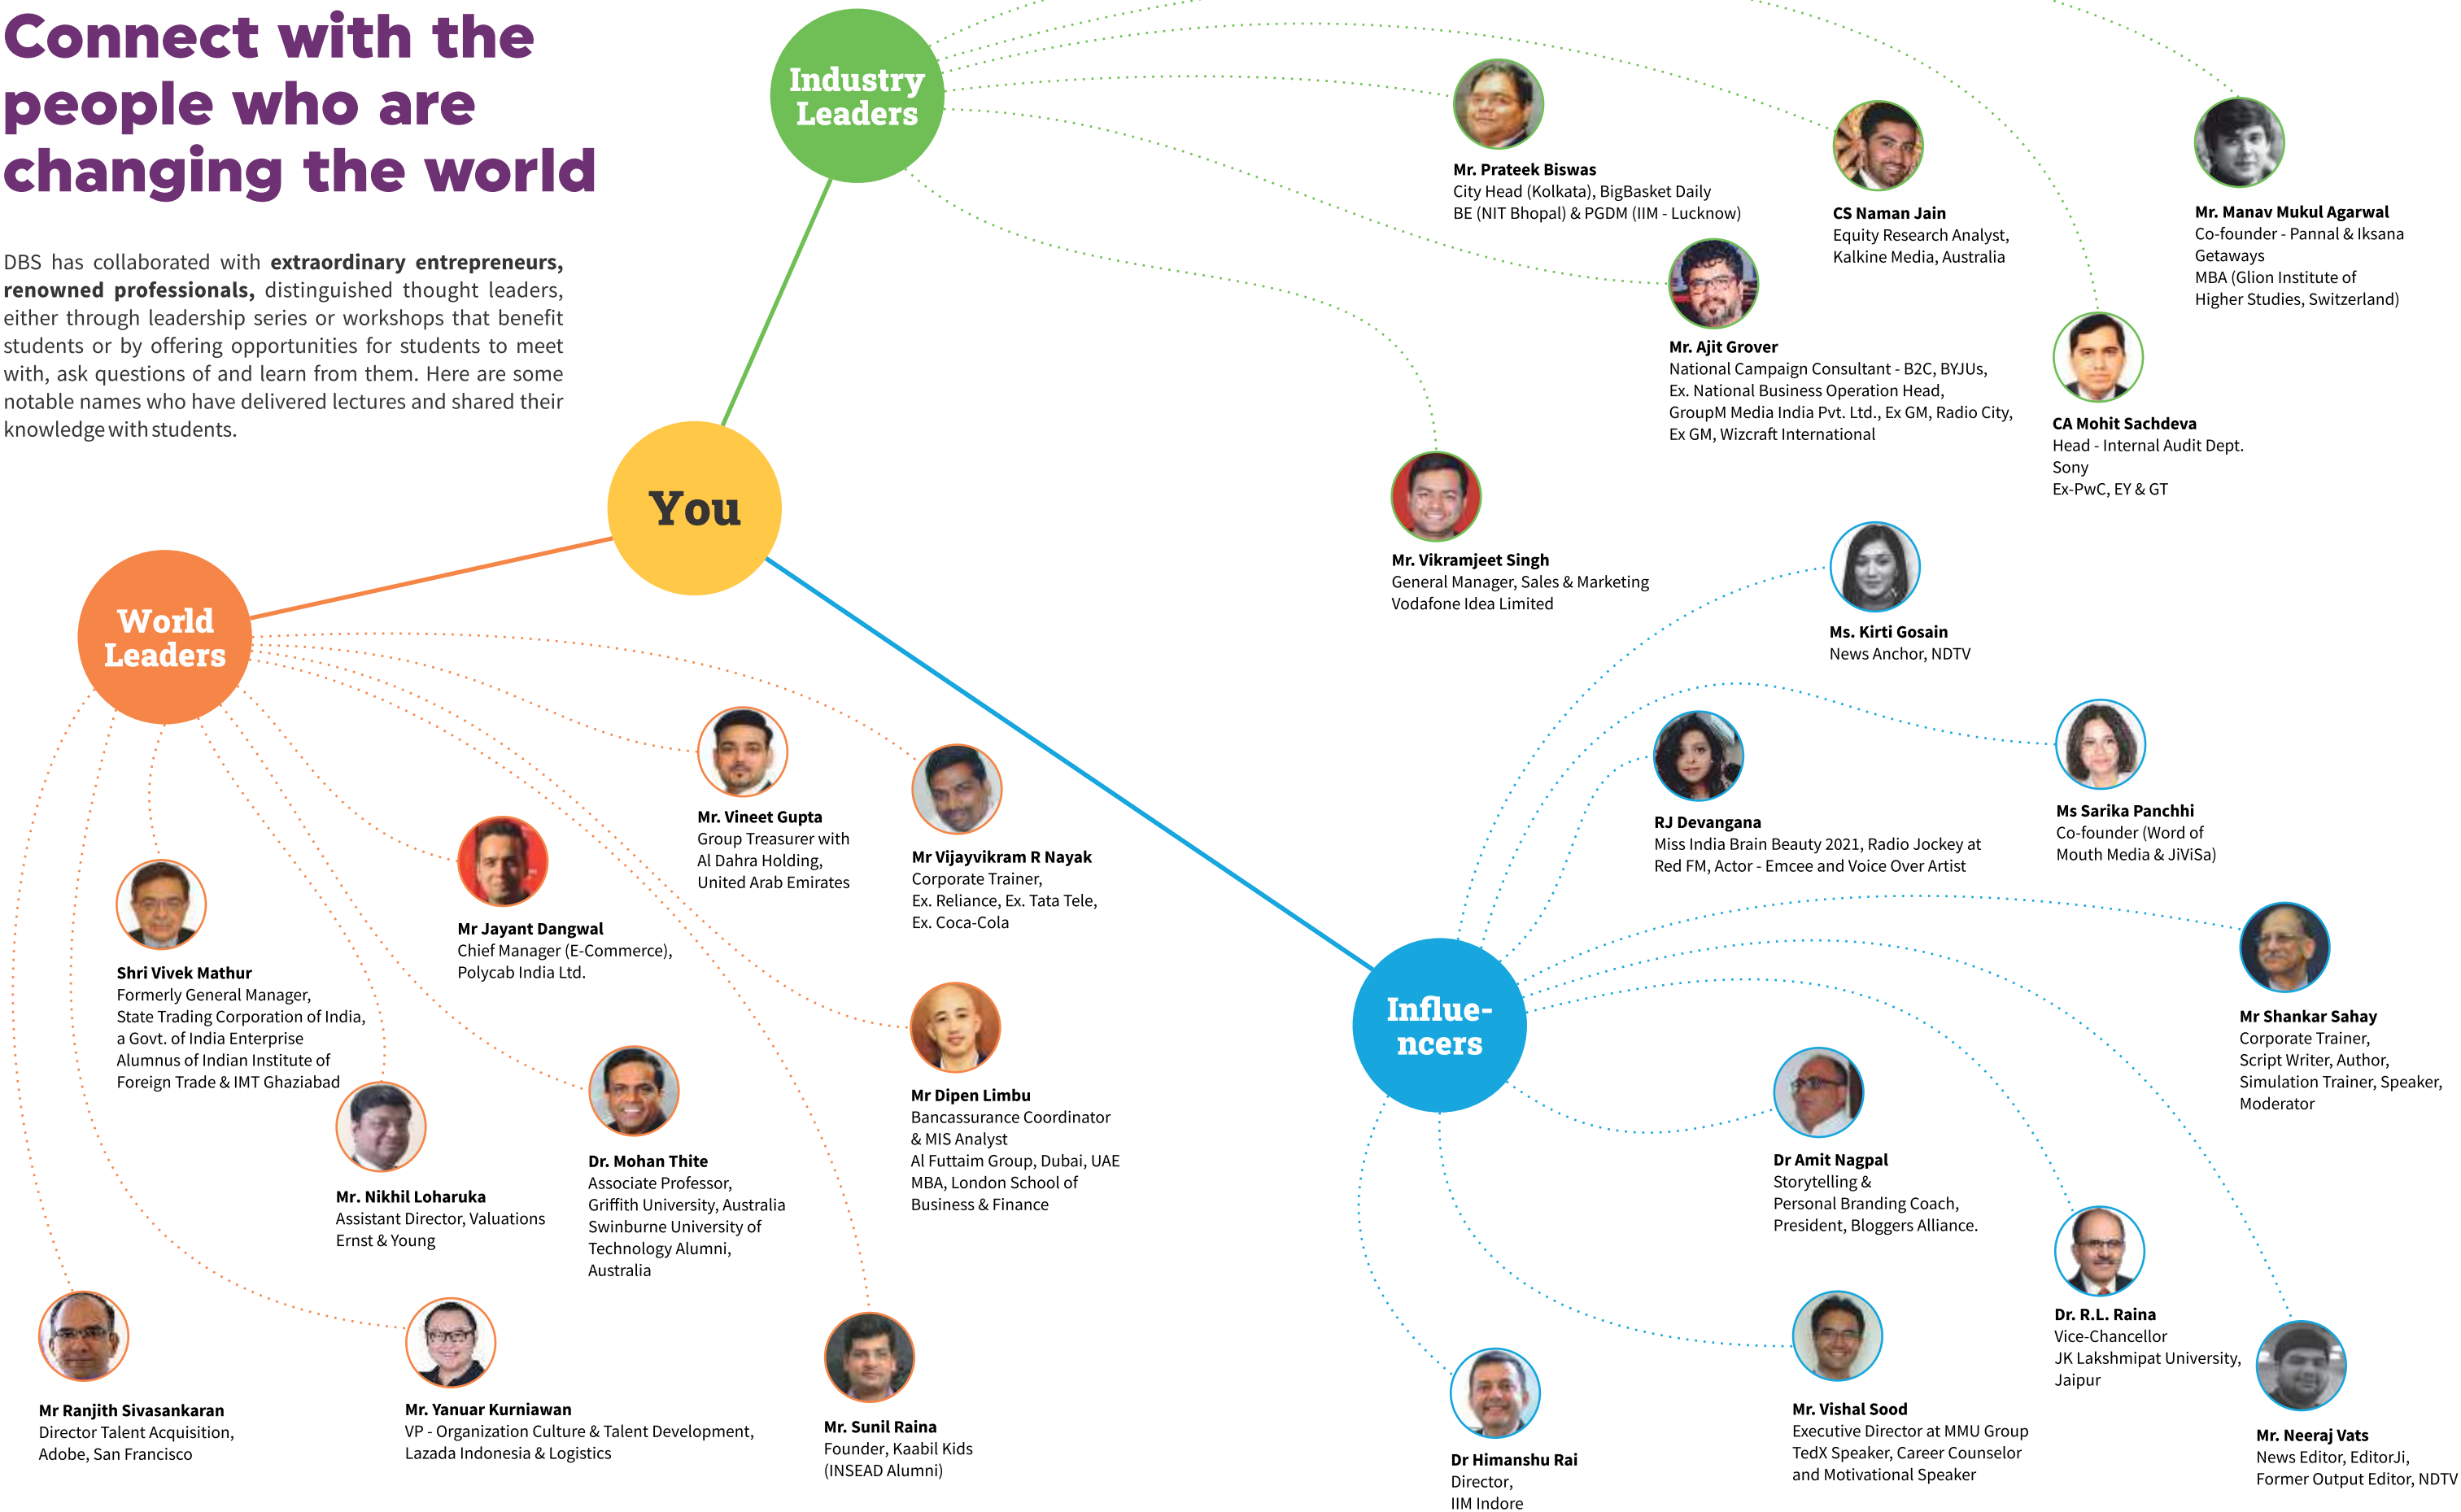 Connect with the
people who are
changing the world
DBS has collaborated with extraordinary entrepreneurs,
renowned professionals, distinguished thought leaders,
either through leadership series or workshops that benefit
students or by offering opportunities for students to meet
with, ask questions of and learn from them. Here are some
notable names who have delivered lectures and shared their
knowledge with students.
Industry
Leaders
Mr. Prateek Biswas
City Head (Kolkata), BigBasket Daily
BE (NIT Bhopal) & PGDM (IIM - Lucknow)
CS Naman Jain
Equity Research Analyst,
Kalkine Media, Australia
Mr. Manav Mukul Agarwal
Co-founder - Pannal & Iksana
Getaways
MBA (Glion Institute of
Higher Studies, Switzerland)
Mr. Ajit Grover
National Campaign Consultant - B2C, BYJUs,
Ex. National Business Operation Head,
GroupM Media India Pvt. Ltd., Ex GM, Radio City,
Ex GM, Wizcraft International
CA Mohit Sachdeva
Head - Internal Audit Dept.
Sony
Ex-PwC, EY & GT
Mr. Vikramjeet Singh
General Manager, Sales & Marketing
Vodafone Idea Limited
You
World
Leaders
Mr. Vineet Gupta
Group Treasurer with
Al Dahra Holding,
United Arab Emirates
Mr Vijayvikram R Nayak
Corporate Trainer,
Ex. Reliance, Ex. Tata Tele,
Ex. Coca-Cola
Mr Jayant Dangwal
Chief Manager (E-Commerce),
Polycab India Ltd.
Shri Vivek Mathur
Formerly General Manager,
State Trading Corporation of India,
a Govt. of India Enterprise
Alumnus of Indian Institute of
Foreign Trade & IMT Ghaziabad
Mr Dipen Limbu
Bancassurance Coordinator
& MIS Analyst
Al Futtaim Group, Dubai, UAE
MBA, London School of
Business & Finance
Dr. Mohan Thite
Associate Professor,
Griffith University, Australia
Swinburne University of
Technology Alumni,
Australia
Mr. Nikhil Loharuka
Assistant Director, Valuations
Ernst & Young
Mr Ranjith Sivasankaran
Director Talent Acquisition,
Adobe, San Francisco
Mr. Yanuar Kurniawan
VP - Organization Culture & Talent Development,
Lazada Indonesia & Logistics
Mr. Sunil Raina
Founder, Kaabil Kids
(INSEAD Alumni)
Influe-
ncers
Ms. Kirti Gosain
News Anchor, NDTV
RJ Devangana
Miss India Brain Beauty 2021, Radio Jockey at
Red FM, Actor - Emcee and Voice Over Artist
Ms Sarika Panchhi
Co-founder (Word of
Mouth Media & JiViSa)
Mr Shankar Sahay
Corporate Trainer,
Script Writer, Author,
Simulation Trainer, Speaker,
Moderator
Dr Amit Nagpal
Storytelling &
Personal Branding Coach,
President, Bloggers Alliance.
Dr. R.L. Raina
Vice-Chancellor
JK Lakshmipat University,
Jaipur
Mr. Vishal Sood
Executive Director at MMU Group
TedX Speaker, Career Counselor
and Motivational Speaker
Mr. Neeraj Vats
News Editor, EditorJi,
Former Output Editor, NDTV
Dr Himanshu Rai
Director,
IIM Indore